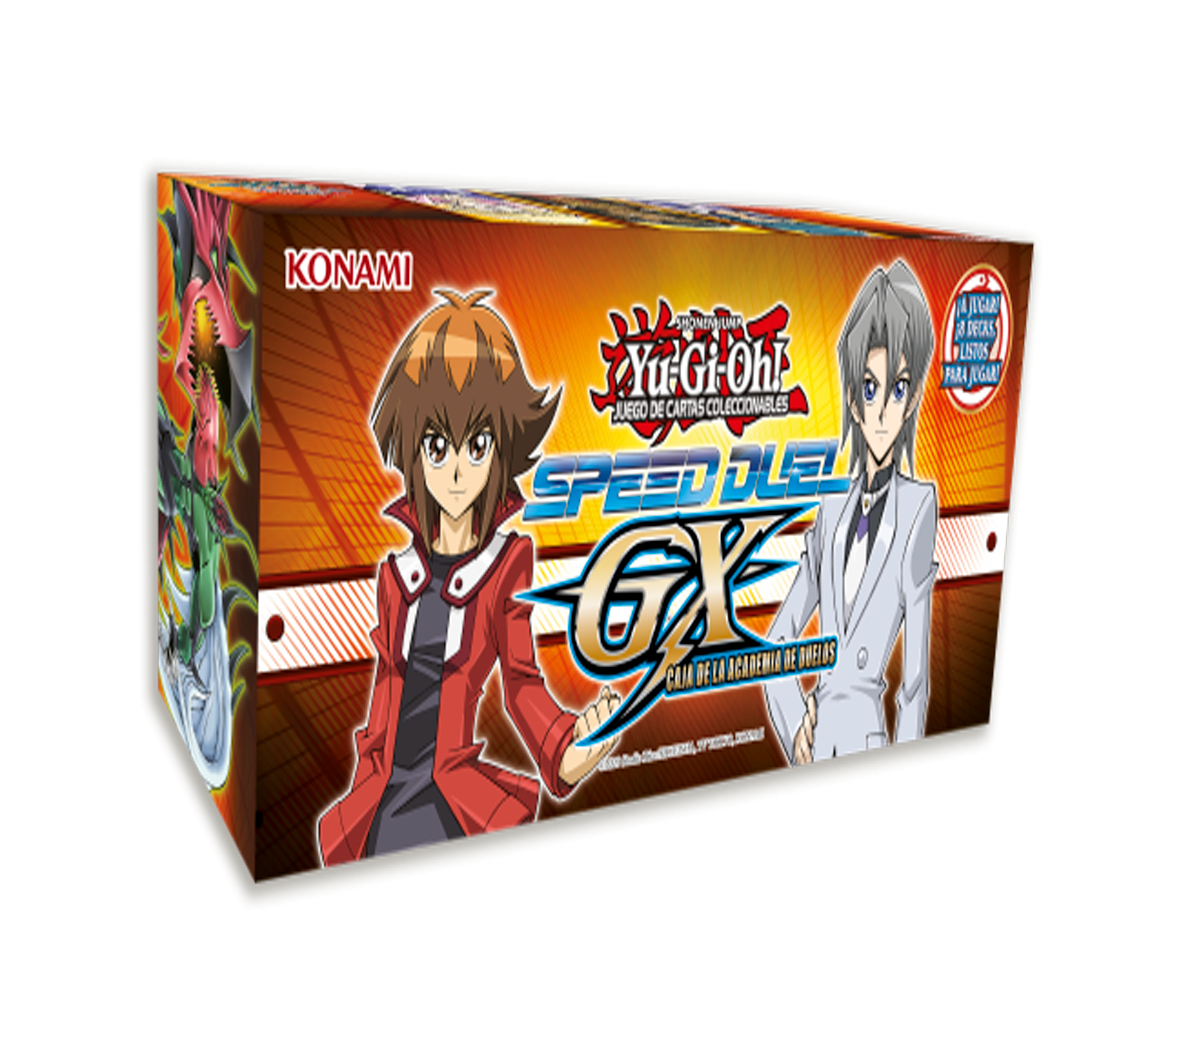 KONAMI
SHONEN JUMP
Yu-Gi-Oh!
JUEGO DE CARTAS COLECCIONABLES
SPEED DUEL
GX
CAJA DE LA ACADEMIA DE DUELOS
¡A JUGAR!
¡8 DECKS,
LISTOS
PARA JUGAR!